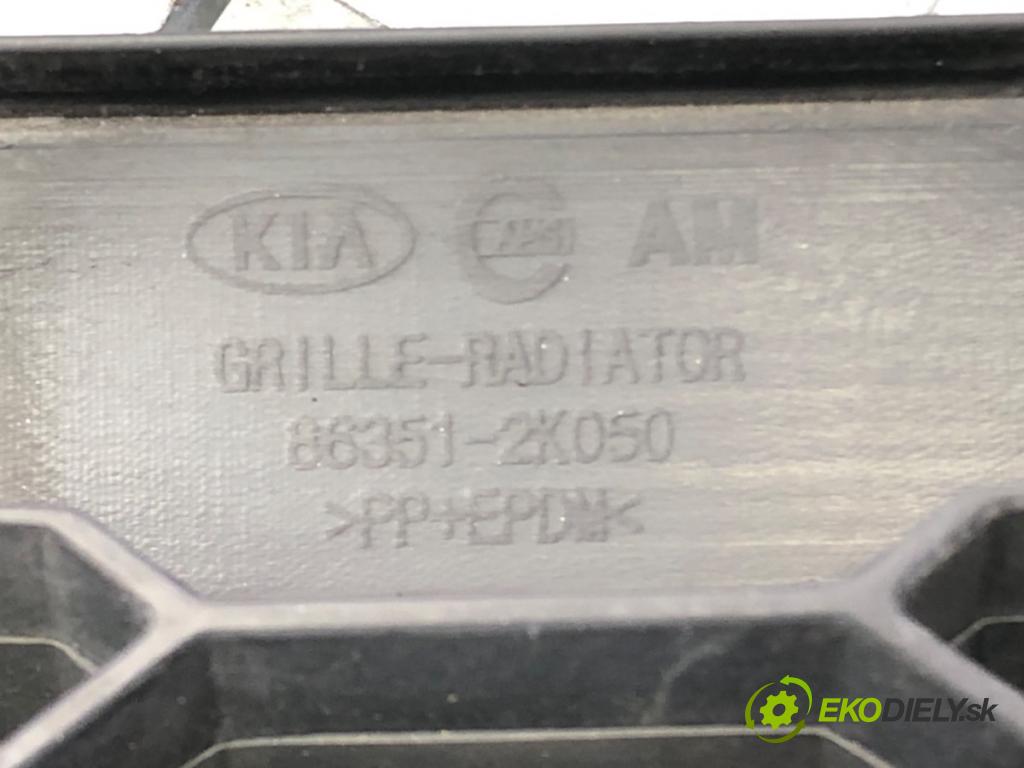 KIA AM
GRILLE-RADIATOR
86351-2K050
>PP+EPDM<
EKODIELY.sk